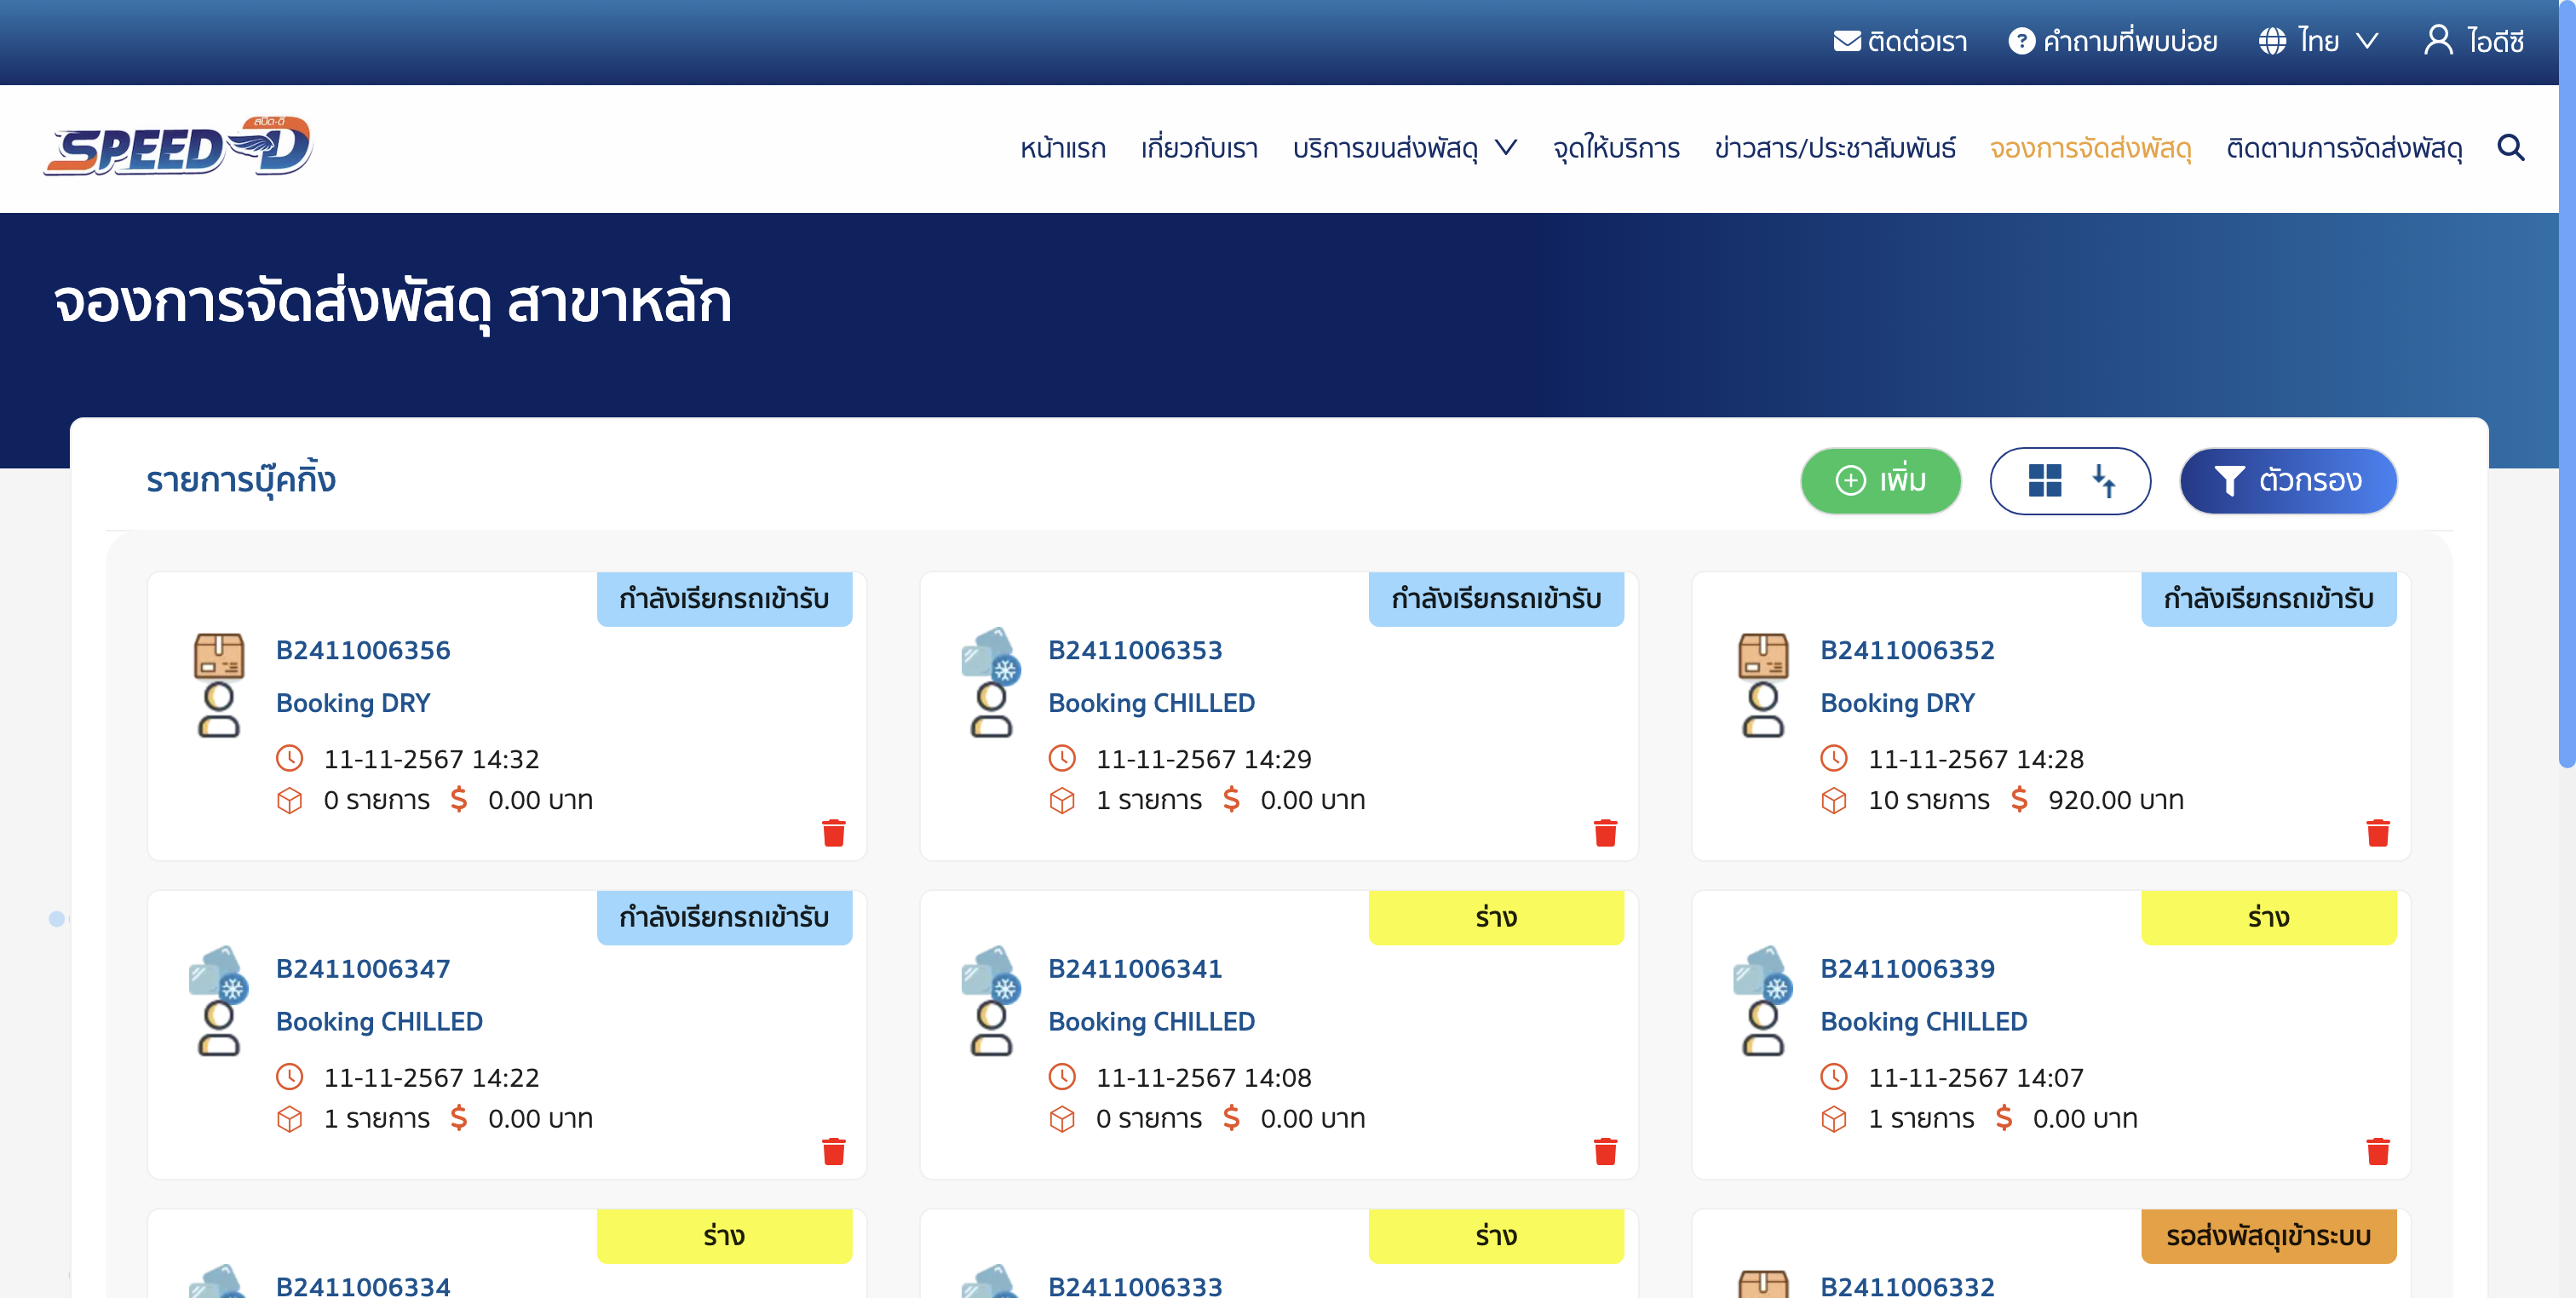 ติดต่อเรา คำถามที่พบบ่อย ไทย ไอดีซี
สปีด-ดี
SPEED-D
หน้าแรก เกี่ยวกับเรา บริการขนส่งพัสดุ จุดให้บริการ ข่าวสาร/ประชาสัมพันธ์ จองการจัดส่งพัสดุ ติดตามการจัดส่งพัสดุ
จองการจัดส่งพัสดุ สาขาหลัก
รายการบุ๊คกิ้ง
เพิ่ม
ตัวกรอง
กำลังเรียกรถเข้ารับ
B2411006356
Booking DRY
11-11-2567 14:32
0 รายการ $ 0.00 บาท
กำลังเรียกรถเข้ารับ
B2411006353
Booking CHILLED
11-11-2567 14:29
1 รายการ $ 0.00 บาท
กำลังเรียกรถเข้ารับ
B2411006352
Booking DRY
11-11-2567 14:28
10 รายการ $ 920.00 บาท
กำลังเรียกรถเข้ารับ
B2411006347
Booking CHILLED
11-11-2567 14:22
1 รายการ $ 0.00 บาท
ร่าง
B2411006341
Booking CHILLED
11-11-2567 14:08
0 รายการ $ 0.00 บาท
ร่าง
B2411006339
Booking CHILLED
11-11-2567 14:07
1 รายการ $ 0.00 บาท
ร่าง
B2411006334
ร่าง
B2411006333
รอส่งพัสดุเข้าระบบ
B2411006332